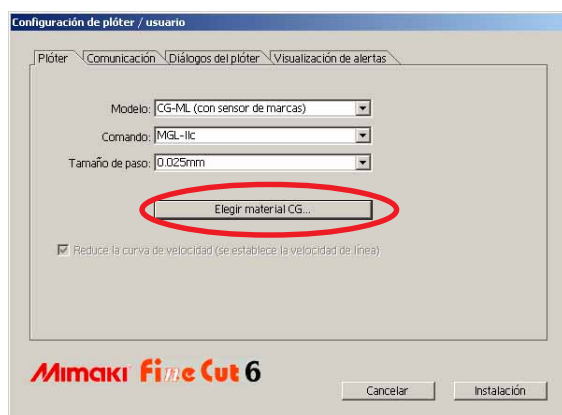 Configuración de plóter / usuario
Plóter Comunicación Diálogos del plóter Visualización de alertas
Modelo: CG-ML (con sensor de marcas)
Comando: MGL-IIc
Tamaño de paso: 0.025mm
Elegir material CG...
Reduce la curva de velocidad (se establece la velocidad de línea)
MIMAKI Fine Cut 6
Cancelar Instalación